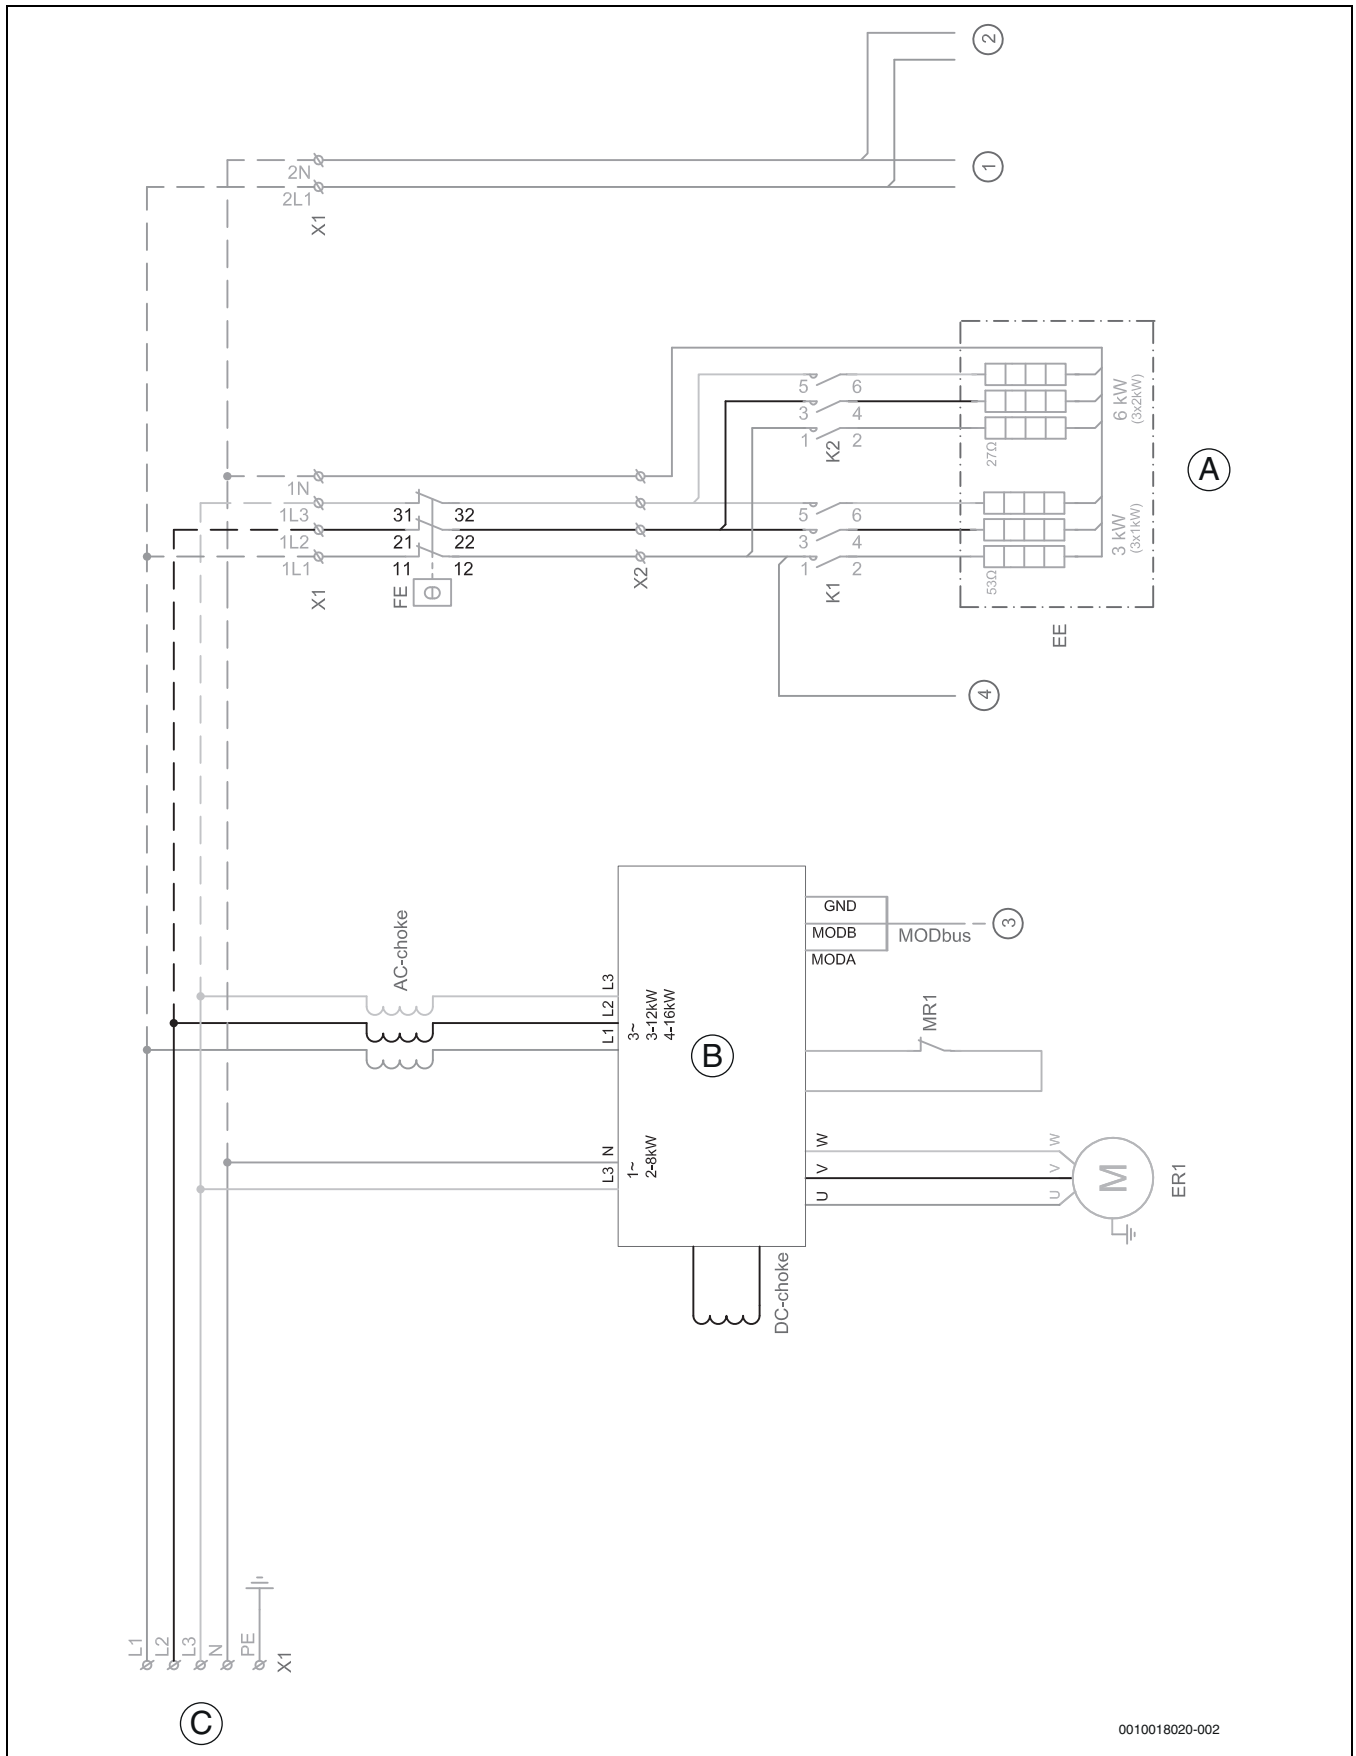 2
2N
2L1
X1
1
5
6
3
4
1
2
K2
27Ω
6 kW
(3x2kW)
A
1N
1L3
1L2
1L1
X1
31
32
21
22
11
12
FE
Θ
X2
5
6
3
4
1
2
K1
53Ω
3 kW
(3x1kW)
EE
4
AC-choke
L3
L2
L1
3~
3-12kW
4-16kW
B
GND
MODB
MODA
MODbus
3
MR1
N
L3
1~
2-8kW
W
V
U
W
V
U
M
ER1
DC-choke
L1
L2
L3
N
PE
X1
C
0010018020-002